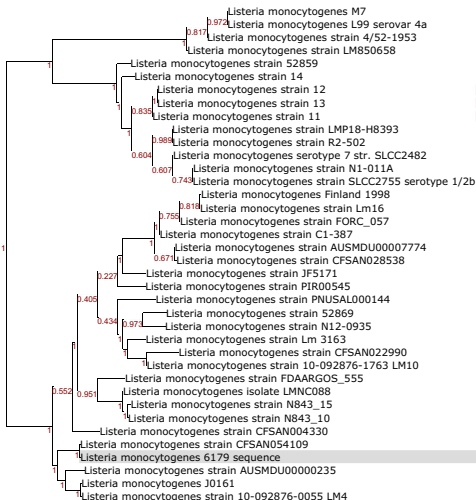 Listeria monocytogenes M7
0.972
Listeria monocytogenes L99 serovar 4a
0.817
Listeria monocytogenes strain 4/52-1953
1
Listeria monocytogenes strain LM850658
1
Listeria monocytogenes strain 52859
Listeria monocytogenes strain 14
1
Listeria monocytogenes strain 12
1
Listeria monocytogenes strain 13
0.835
Listeria monocytogenes strain 11
1
Listeria monocytogenes strain LMP18-H8393
0.989
Listeria monocytogenes strain R2-502
0.604
Listeria monocytogenes serotype 7 str. SLCC2482
0.607
Listeria monocytogenes strain N1-011A
0.743
Listeria monocytogenes strain SLCC2755 serotype 1/2b
Listeria monocytogenes Finland 1998
0.818
Listeria monocytogenes strain Lm16
0.755
Listeria monocytogenes strain FORC_057
Listeria monocytogenes strain C1-387
1
1
Listeria monocytogenes strain AUSMDU00007774
0.671
Listeria monocytogenes strain CFSAN028538
1
Listeria monocytogenes strain JF5171
0.227
Listeria monocytogenes strain PIR00545
0.405
Listeria monocytogenes strain PNUSAL000144
Listeria monocytogenes strain 52869
0.434
0.973
Listeria monocytogenes strain N12-0935
1
Listeria monocytogenes strain Lm 3163
1
Listeria monocytogenes strain CFSAN022990
1
Listeria monocytogenes strain 10-092876-1763 LM10
1
Listeria monocytogenes strain FDAARGOS_555
0.552
0.951
Listeria monocytogenes isolate LMNC088
1
Listeria monocytogenes strain N843_15
1
Listeria monocytogenes strain N843_10
1
Listeria monocytogenes strain CFSAN004330
1
Listeria monocytogenes strain CFSAN054109
1
Listeria monocytogenes 6179 sequence
1
Listeria monocytogenes strain AUSMDU00000235
1
Listeria monocytogenes J0161
1
Listeria monocytogenes strain 10-092876-0055 LM4